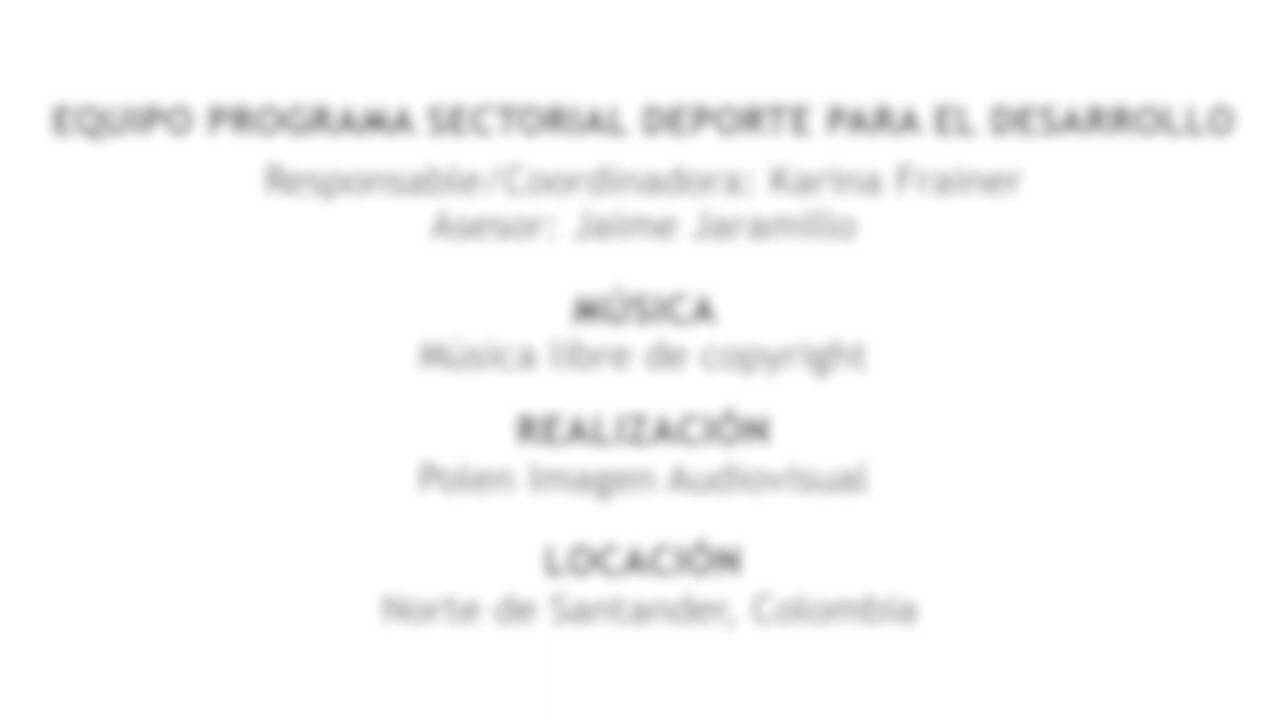 EQUIPO PROGRAMA SECTORIAL DEPORTE PARA EL DESARROLLO
Responsable/Coordinadora: Karina Frainer
Asesor: Jaime Jaramillo
MÚSICA
Música libre de copyright
REALIZACIÓN
Polen Imagen Audiovisual
LOCACIÓN
Norte de Santander, Colombia